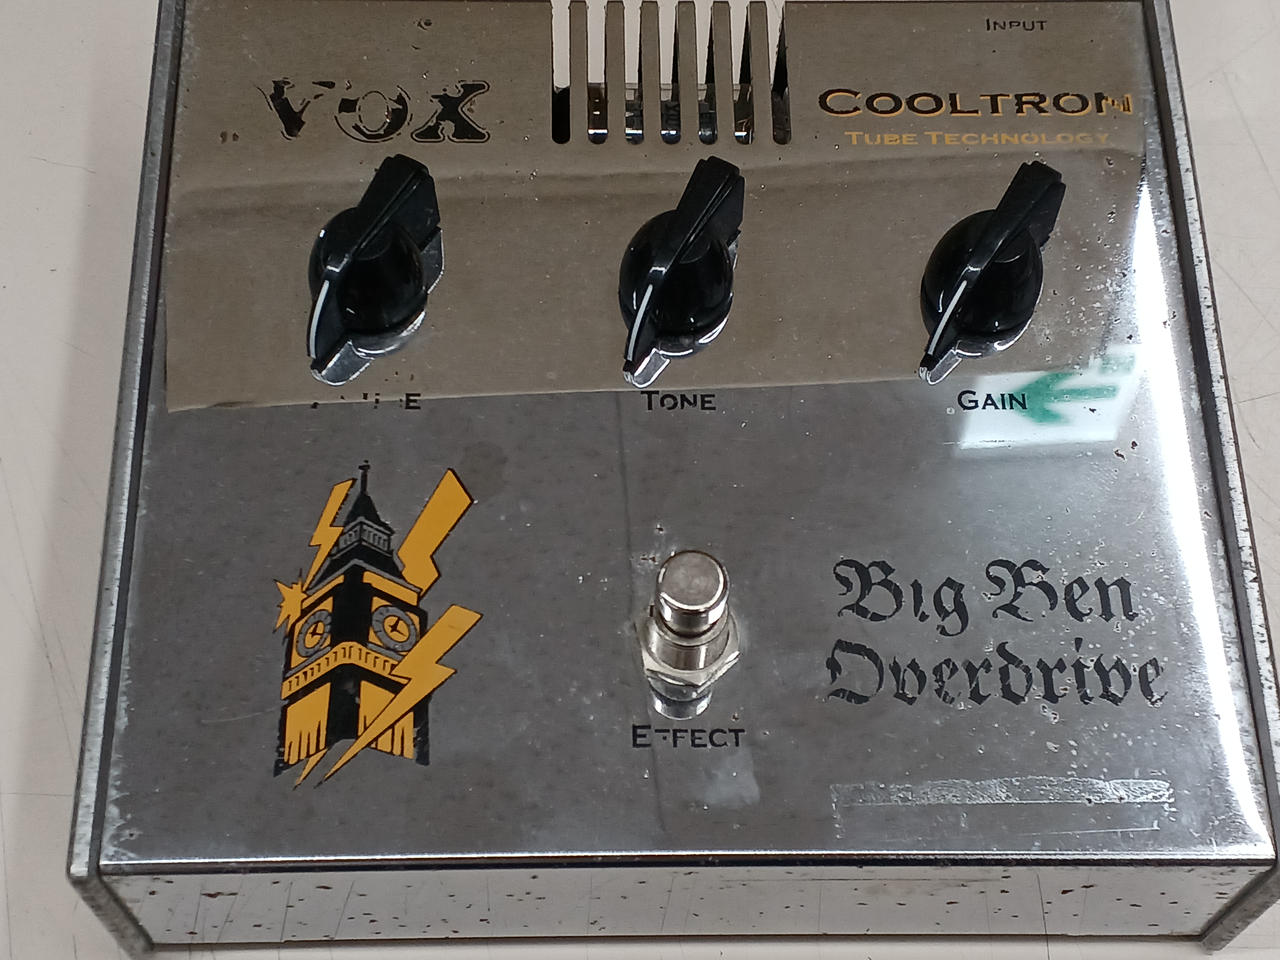 INPUT
VOX
COOLTRON
TUBE TECHNOLOGY
TONE
GAIN
Big Ben
Overdrive
EFFECT